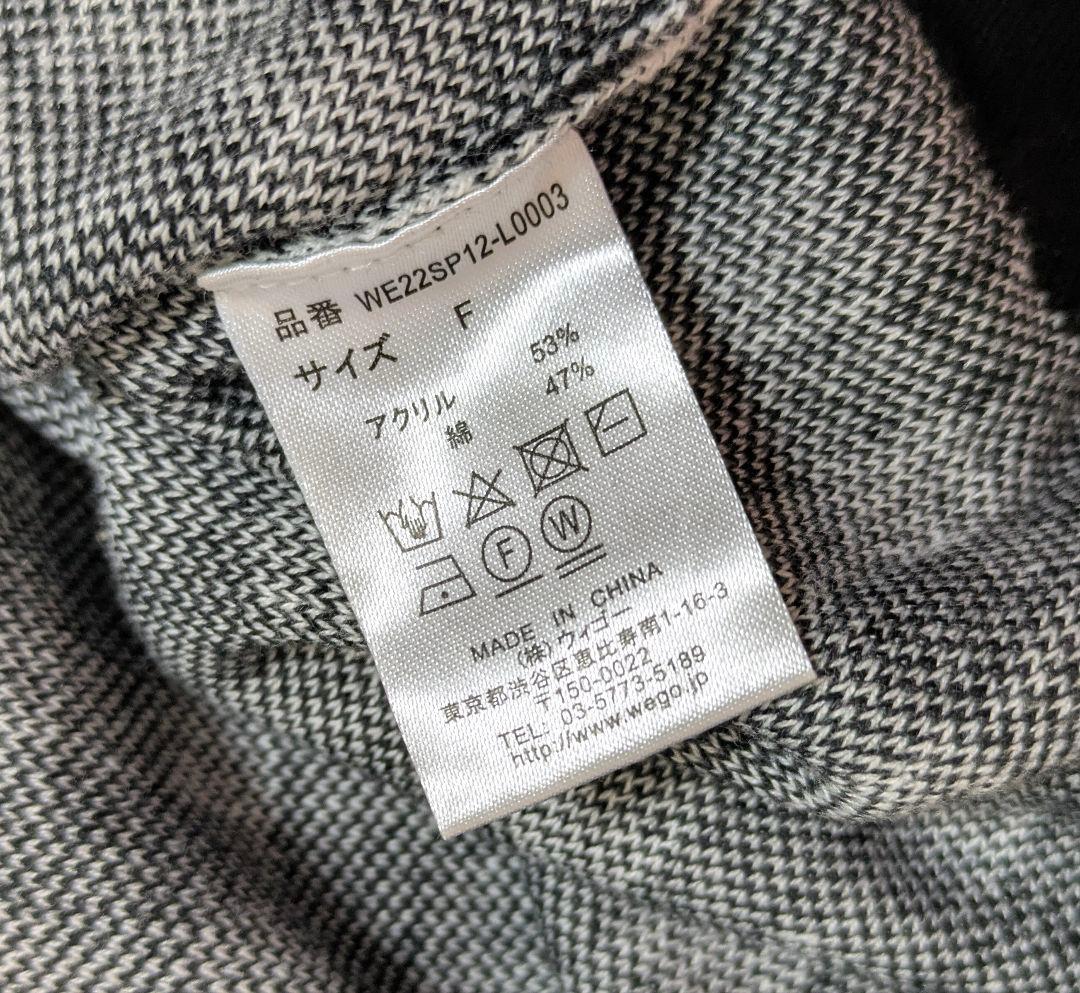 品番 WE22SP12-L0003
サイズ F
アクリル 53%
綿 47%
F W
MADE IN CHINA
(株)ウィゴー
東京都渋谷区恵比寿南1-16-3
〒150-0022
TEL: 03-5773-5189
http://www.wego.jp